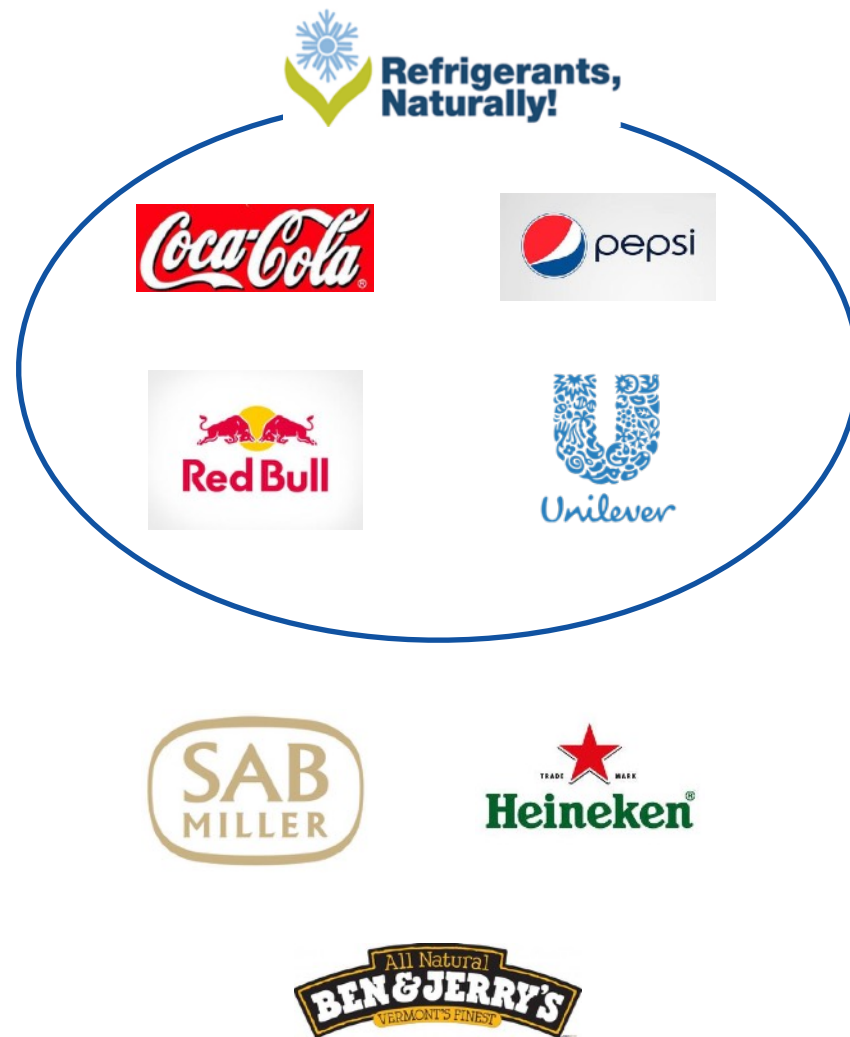 Refrigerants,
Naturally!
Coca-Cola ®
pepsi
Red Bull
Unilever
SAB
MILLER
TRADE MARK
Heineken®
All Natural
BEN & JERRY'S
VERMONT'S FINEST